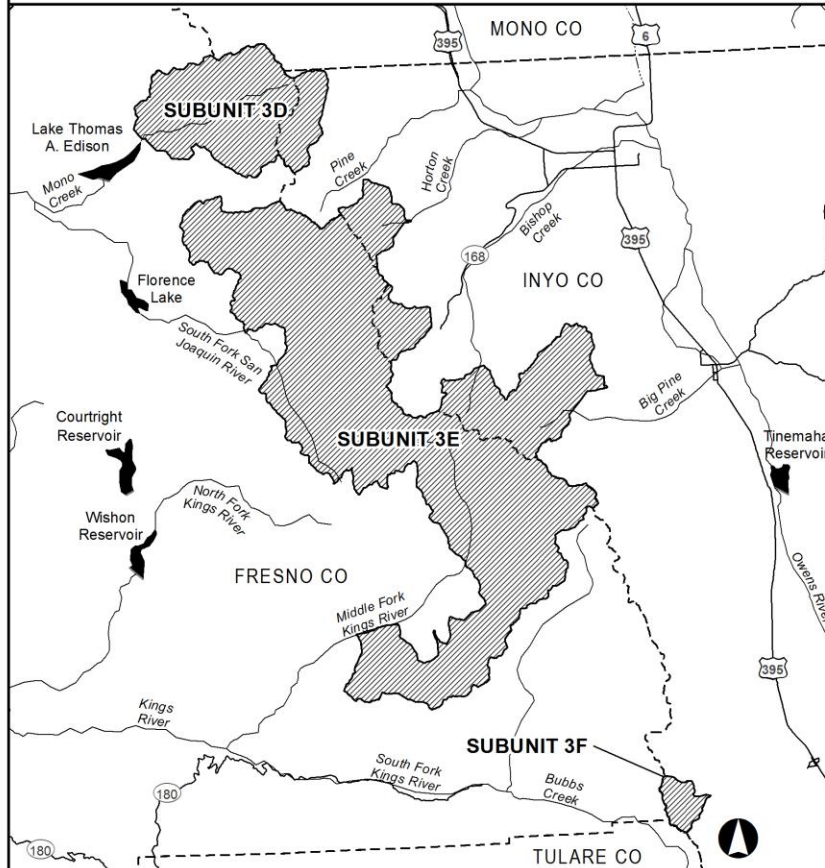 MONO CO
395
6
SUBUNIT 3D
Lake Thomas
A. Edison
Mono
Creek
Pine
Creek
Horton
Creek
Bishop
Creek
168
395
INYO CO
Florence
Lake
South Fork San
Joaquin River
Big Pine
Creek
Courtright
Reservoir
SUBUNIT 3E
Tinemaha
Reservoir
North Fork
Kings River
Wishon
Reservoir
FRESNO CO
Owens River
Middle Fork
Kings River
395
Kings
River
SUBUNIT 3F
South Fork
Kings River
Bubbs
Creek
180
180
TULARE CO